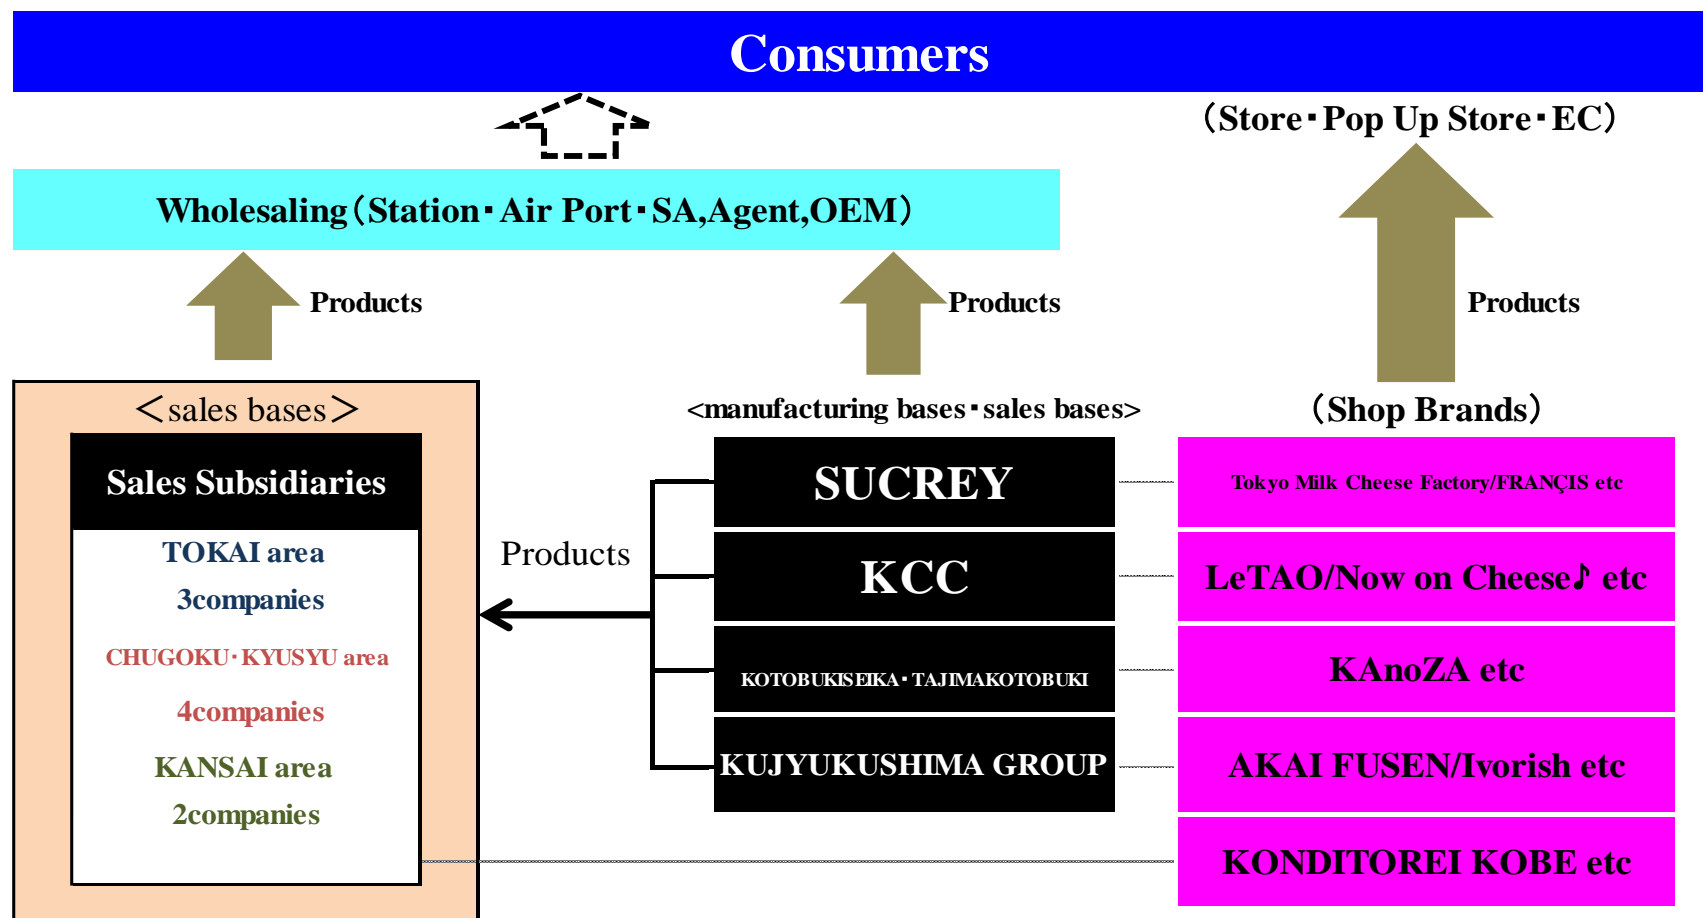 Consumers
（Store・Pop Up Store・EC）
Wholesaling（Station・Air Port・SA,Agent,OEM）
Products
Products
Products
＜sales bases＞
<manufacturing bases・sales bases>
（Shop Brands）
Sales Subsidiaries
TOKAI area
3companies
CHUGOKU・KYUSYU area
4companies
KANSAI area
2companies
Products
SUCREY
KCC
KOTOBUKISEIKA・TAJIMAKOTOBUKI
KUJYUKUSHIMA GROUP
Tokyo Milk Cheese Factory/FRANÇIS etc
LeTAO/Now on Cheese♪ etc
KAnoZA etc
AKAI FUSEN/Ivorish etc
KONDITOREI KOBE etc